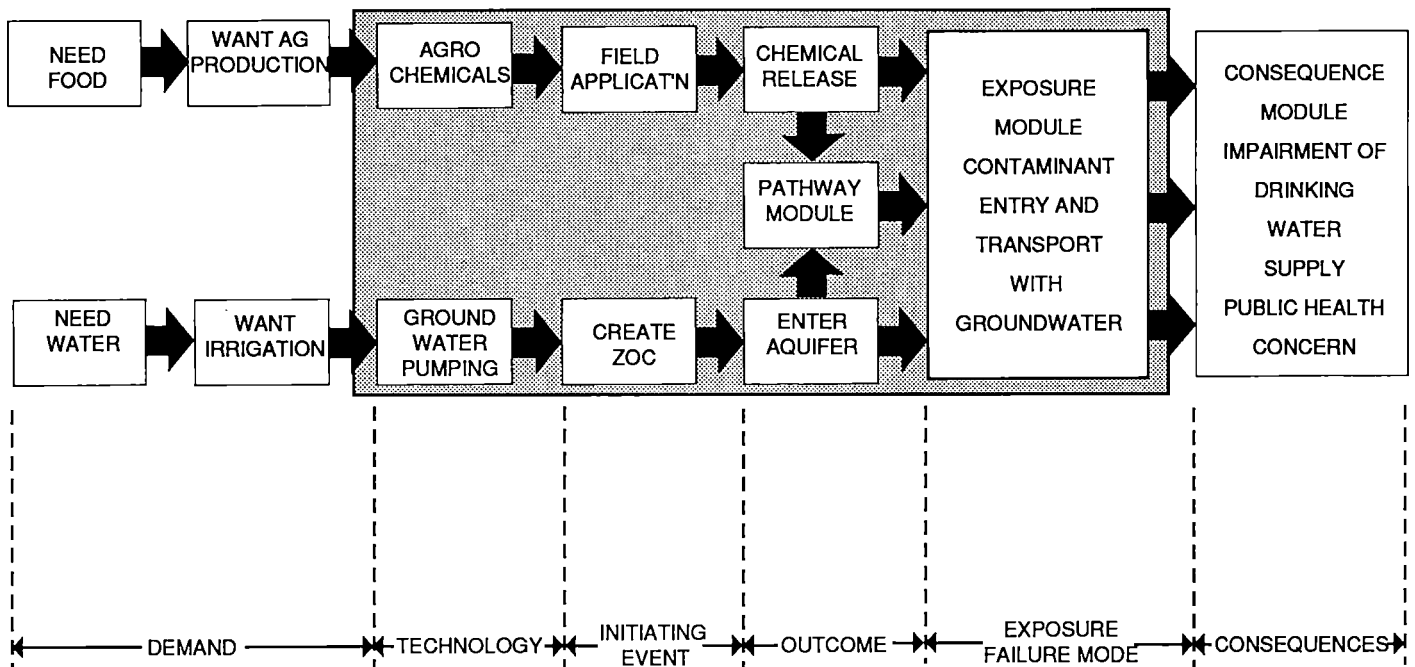 NEED
FOOD
WANT AG
PRODUCTION
AGRO
CHEMICALS
FIELD
APPLICAT'N
CHEMICAL
RELEASE
PATHWAY
MODULE
NEED
WATER
WANT
IRRIGATION
GROUND
WATER
PUMPING
CREATE
ZOC
ENTER
AQUIFER
EXPOSURE
MODULE
CONTAMINANT
ENTRY AND
TRANSPORT
WITH
GROUNDWATER
CONSEQUENCE
MODULE
IMPAIRMENT OF
DRINKING
WATER
SUPPLY
PUBLIC HEALTH
CONCERN
DEMAND
TECHNOLOGY
INITIATING
EVENT
OUTCOME
EXPOSURE
FAILURE MODE
CONSEQUENCES